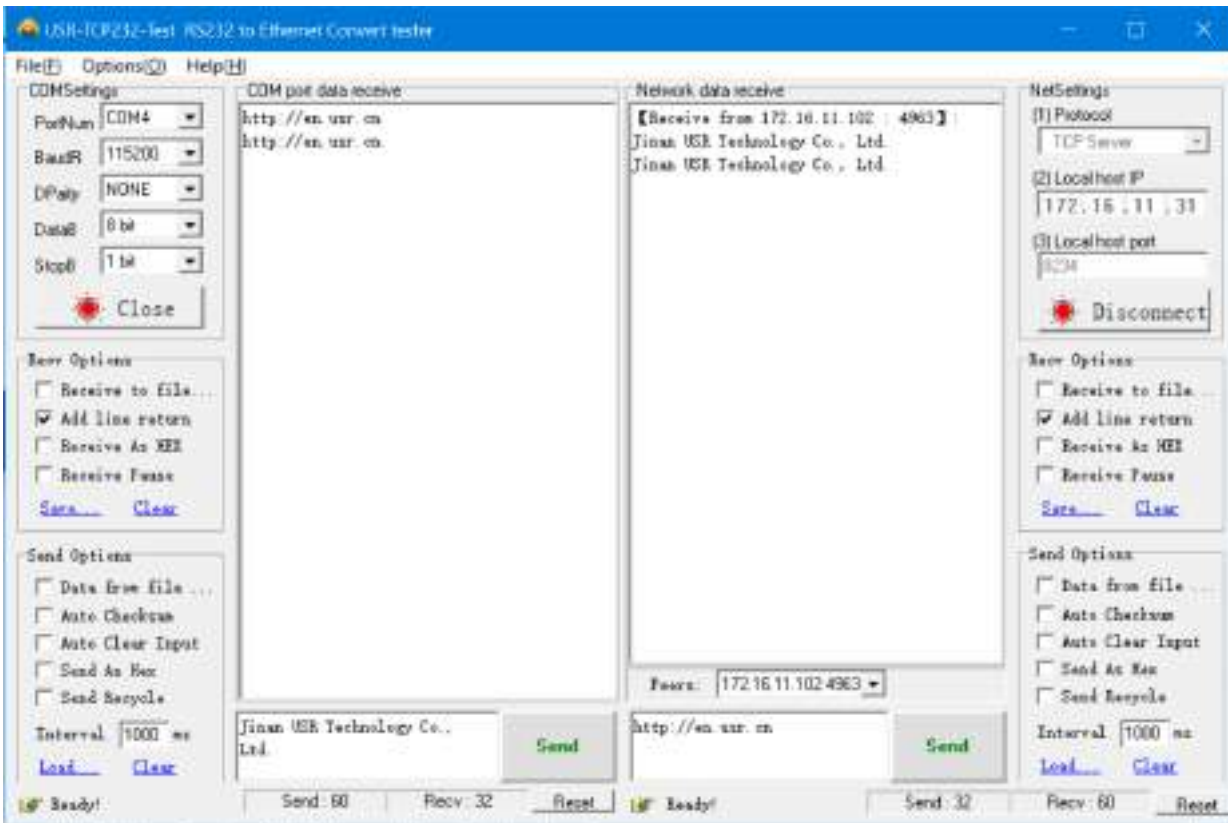 USR-TCP232-Test RS232 to Ethernet Convert tester
File(F) Options(O) Help(H)
COMSettings
PortNum COM4
BaudR 115200
DPaity NONE
DataB 8 bit
StopB 1 bit
Close
Recv Options
Receive to file...
Add line return
Receive As HEX
Receive Pause
Save... Clear
Send Options
Data from file ...
Auto Checksum
Auto Clear Input
Send As Hex
Send Recycle
Interval 1000 ms
Load... Clear
COM port data receive
http://en.usr.cn
http://en.usr.cn
Jinan USR Technology Co.,
Ltd.
Send
Network data receive
【Receive from 172.16.11.102 : 4963】:
Jinan USR Technology Co., Ltd.
Jinan USR Technology Co., Ltd.
Peers: 172.16.11.102:4963
http://en.usr.cn
Send
NetSettings
(1) Protocol
TCP Server
(2) Local host IP
172.16.11.31
(3) Local host port
8234
Disconnect
Recv Options
Receive to file...
Add line return
Receive As HEX
Receive Pause
Save... Clear
Send Options
Data from file ...
Auto Checksum
Auto Clear Input
Send As Hex
Send Recycle
Interval 1000 ms
Load... Clear
Ready! Send : 60 Recv : 32 Reset
Ready! Send : 32 Recv : 60 Reset